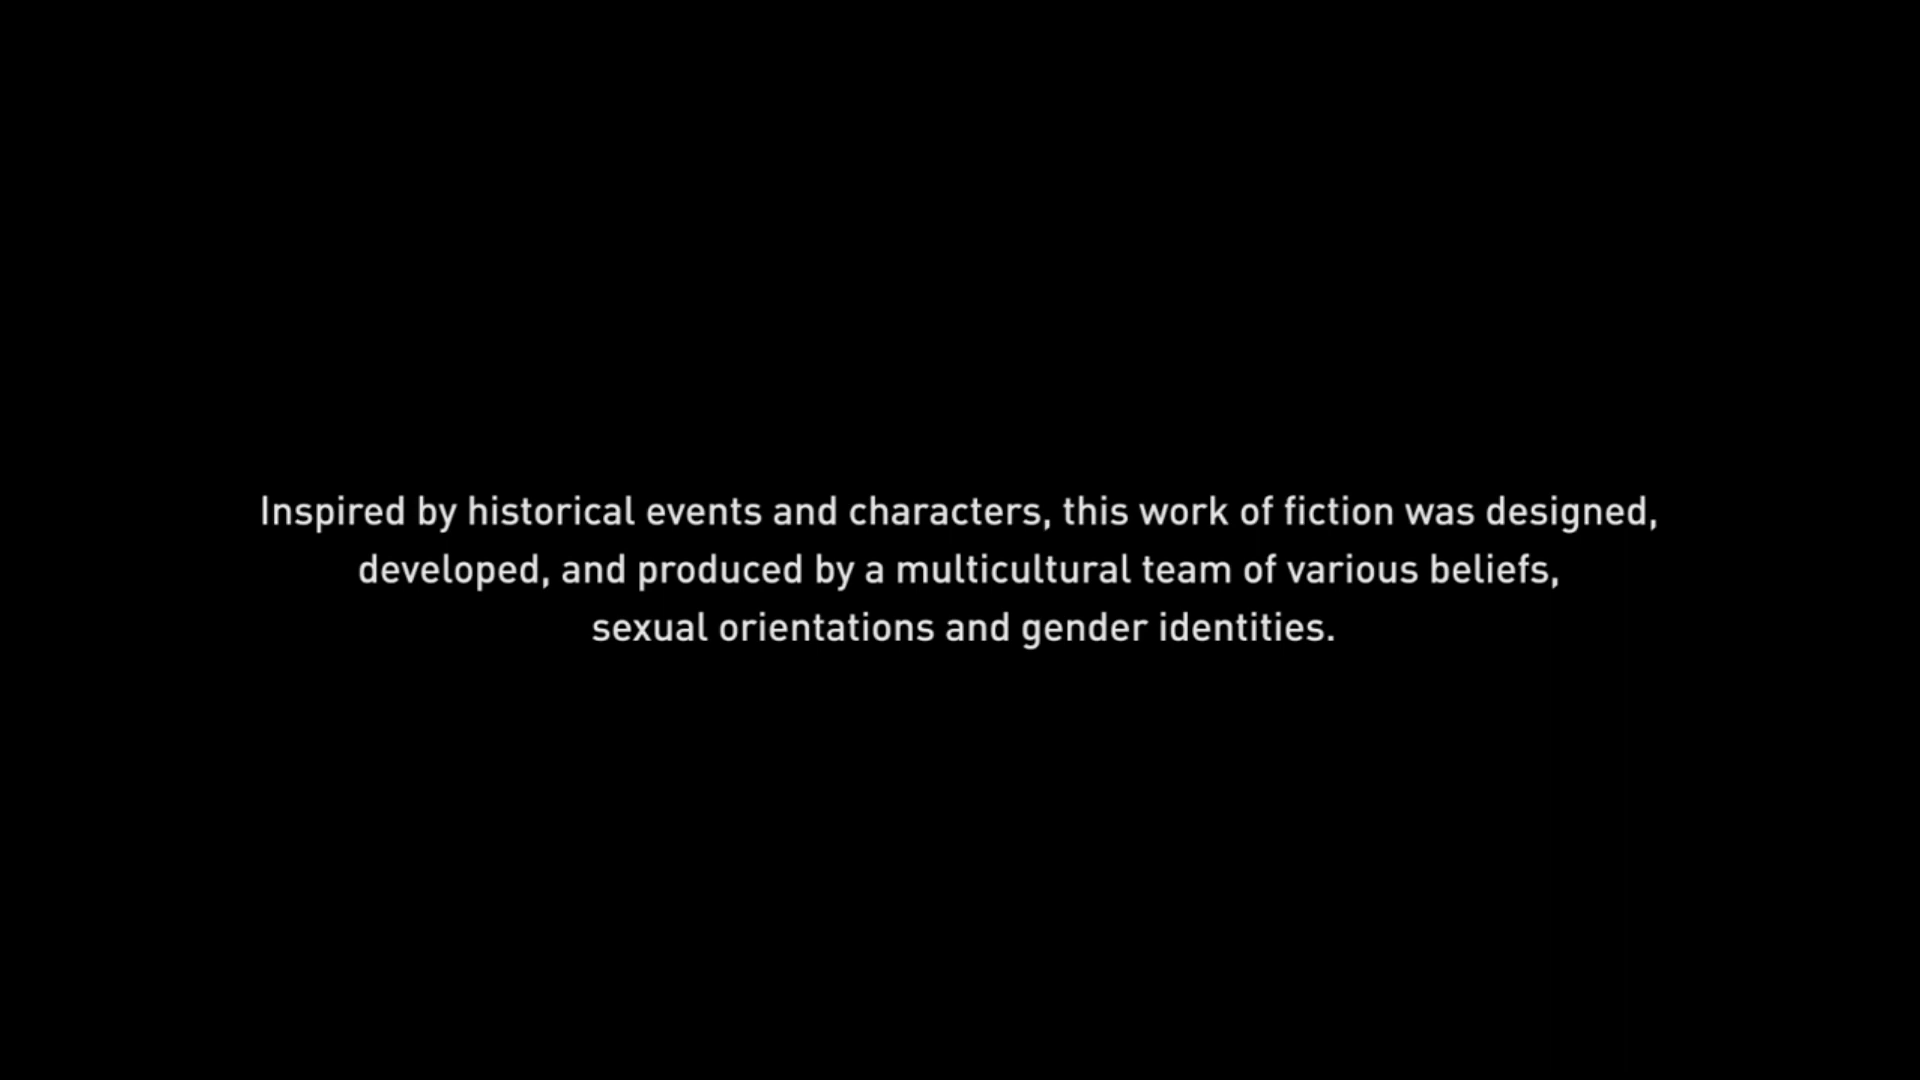 Inspired by historical events and characters, this work of fiction was designed,
developed, and produced by a multicultural team of various beliefs,
sexual orientations and gender identities.